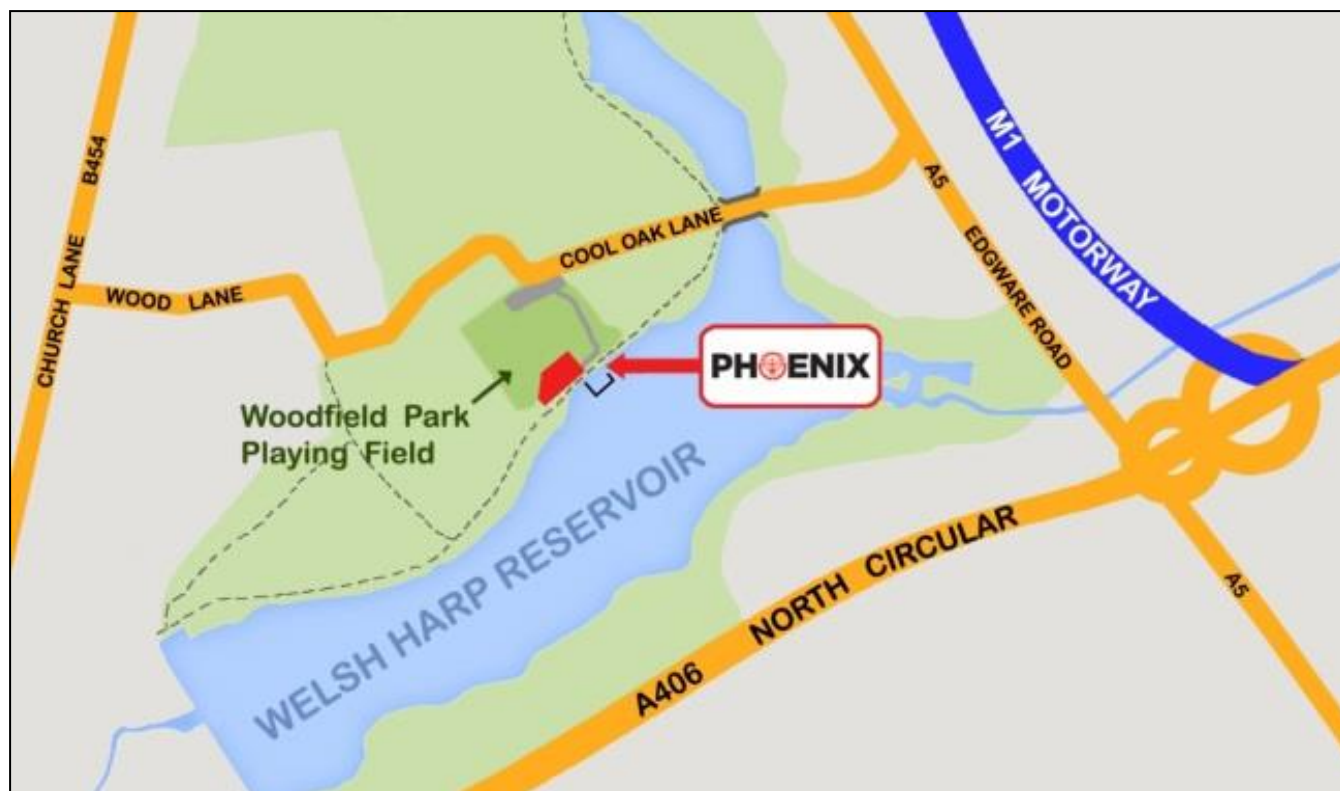 CHURCH LANE B454
WOOD LANE
COOL OAK LANE
M1 MOTORWAY
A5
EDGWARE ROAD
PHOENIX
Woodfield Park
Playing Field
WELSH HARP RESERVOIR
A406 NORTH CIRCULAR
A5